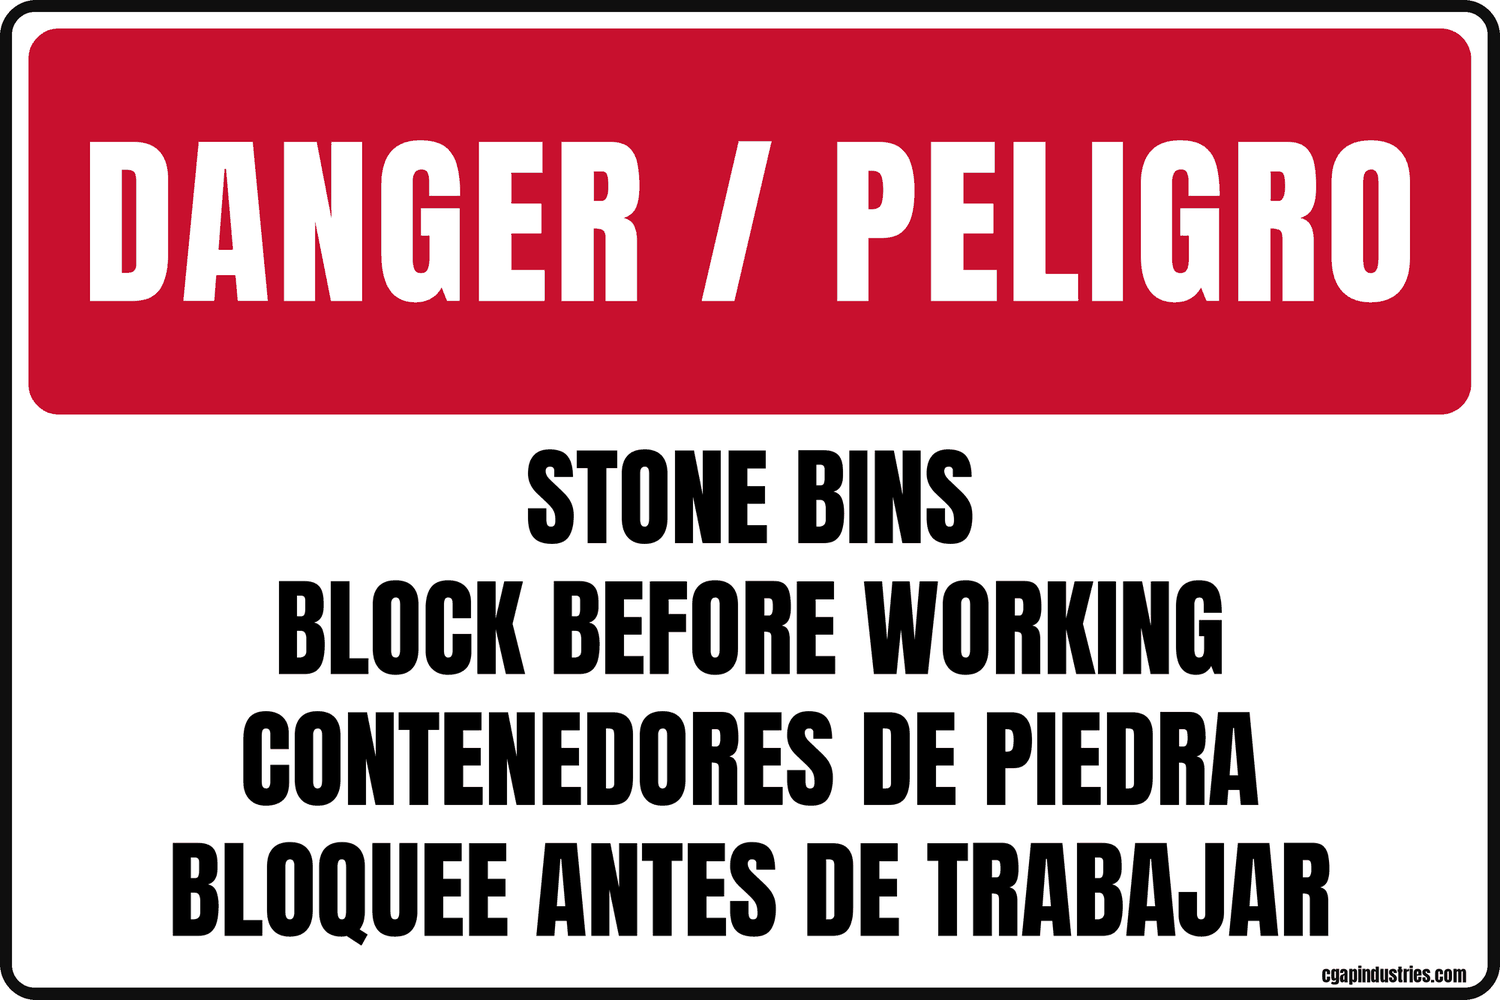 DANGER / PELIGRO
STONE BINS
BLOCK BEFORE WORKING
CONTENEDORES DE PIEDRA
BLOQUEE ANTES DE TRABAJAR
cgapindustries.com